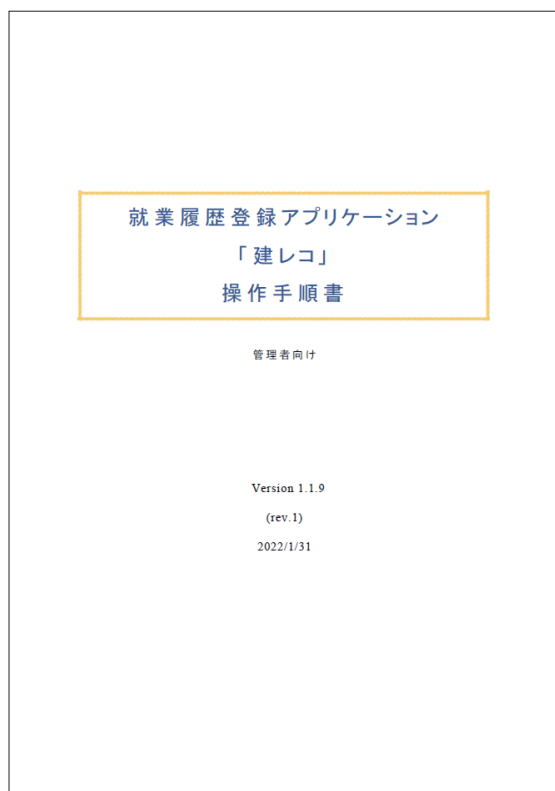 就業履歴登録アプリケーション
「建レコ」
操作手順書
管理者向け
Version 1.1.9
(rev.1)
2022/1/31